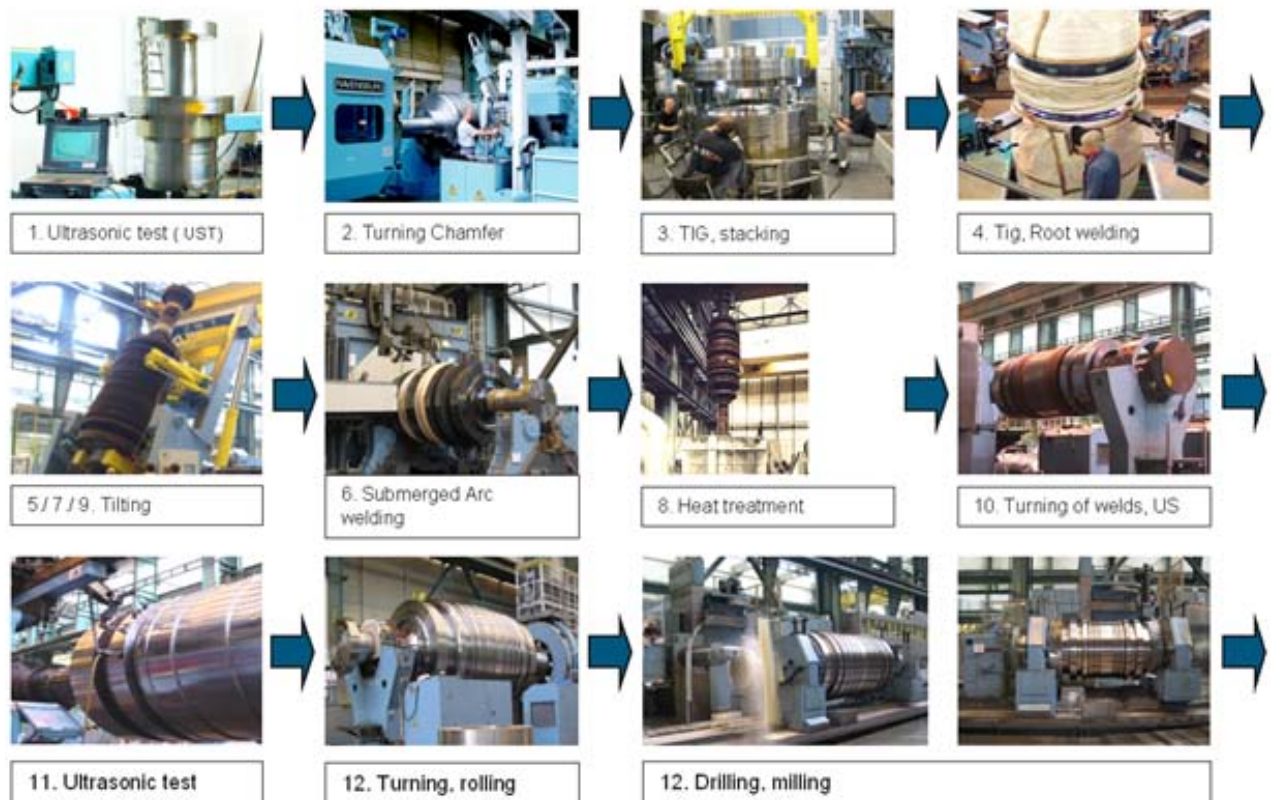 1. Ultrasonic test ( UST)
2. Turning Chamfer
3. TIG, stacking
4. Tig, Root welding
5 / 7 / 9. Tilting
6. Submerged Arc
welding
8. Heat treatment
10. Turning of welds, US
11. Ultrasonic test
12. Turning, rolling
12. Drilling, milling